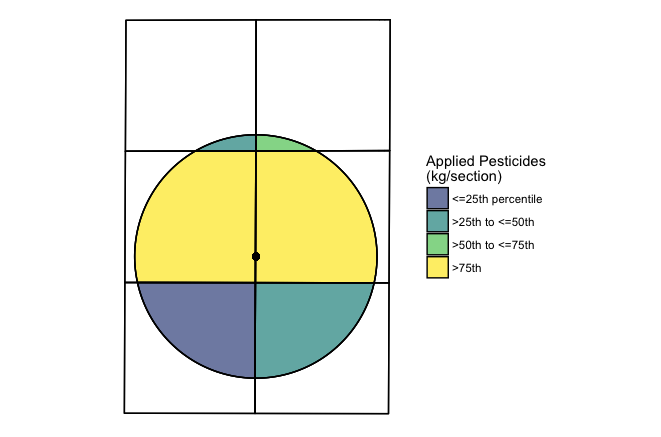 Applied Pesticides
(kg/section)
<=25th percentile
>25th to <=50th
>50th to <=75th
>75th